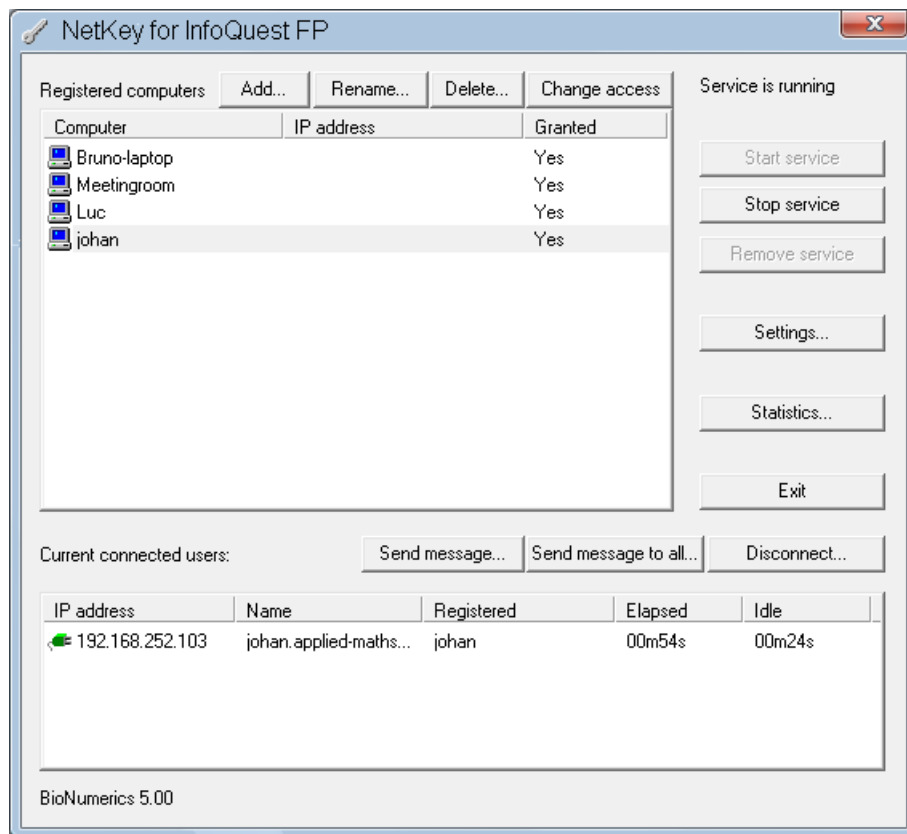 NetKey for InfoQuest FP
Registered computers Add... Rename... Delete... Change access Service is running
Computer IP address Granted
Bruno-laptop Yes
Start service
Meetingroom Yes
Luc Yes
Stop service
johan Yes
Remove service
Settings...
Statistics...
Exit
Current connected users: Send message... Send message to all... Disconnect...
IP address Name Registered Elapsed Idle
192.168.252.103 johan.applied-maths... johan 00m54s 00m24s
BioNumerics 5.00